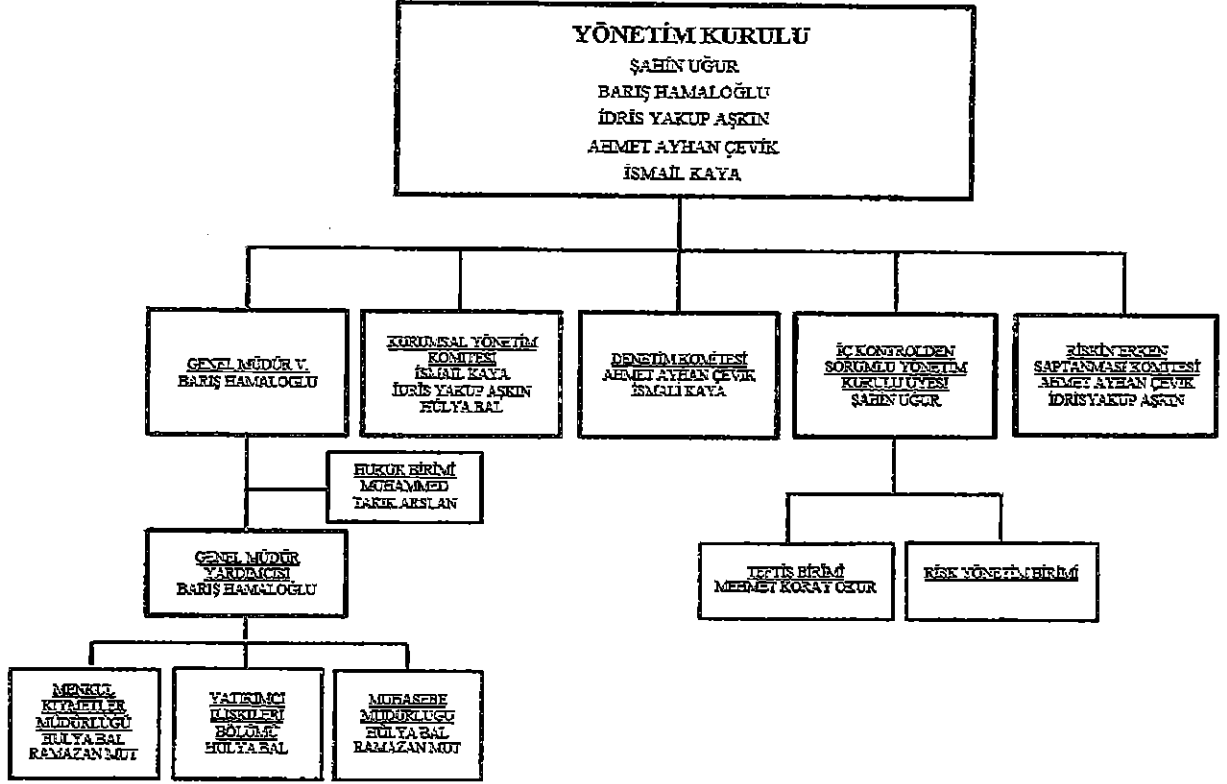 YÖNETİM KURULU
ŞAHİN UĞUR
BARIŞ HAMALOĞLU
İDRİS YAKUP AŞKIN
AHMET AYHAN ÇEVİK
İSMAİL KAYA
GENEL MÜDÜR V.
BARIŞ HAMALOĞLU
KURUMSAL YÖNETİM
KOMİTESİ
İSMAİL KAYA
İDRİS YAKUP AŞKIN
HÜLYA BAL
DENETİM KOMİTESİ
AHMET AYHAN ÇEVİK
İSMAİL KAYA
İÇ KONTROLDEN
SORUMLU YÖNETİM
KURULU ÜYESİ
ŞAHİN UĞUR
RİSKİN ERKEN
SAPTANMASI KOMİTESİ
AHMET AYHAN ÇEVİK
İDRİS YAKUP AŞKIN
HUKUK BİRİMİ
MUHAMMED
TARIK ARSLAN
GENEL MÜDÜR
YARDIMCISI
BARIŞ HAMALOĞLU
TEFTİŞ BİRİMİ
MEHMET KORAY OKUR
RİSK YÖNETİM BİRİMİ
MENKUL
KIYMETLER
MÜDÜRLÜĞÜ
HÜLYA BAL
RAMAZAN MUT
YATIRIMCI
İLİŞKİLERİ
BÖLÜMÜ
HÜLYA BAL
MUHASEBE
MÜDÜRLÜĞÜ
HÜLYA BAL
RAMAZAN MUT